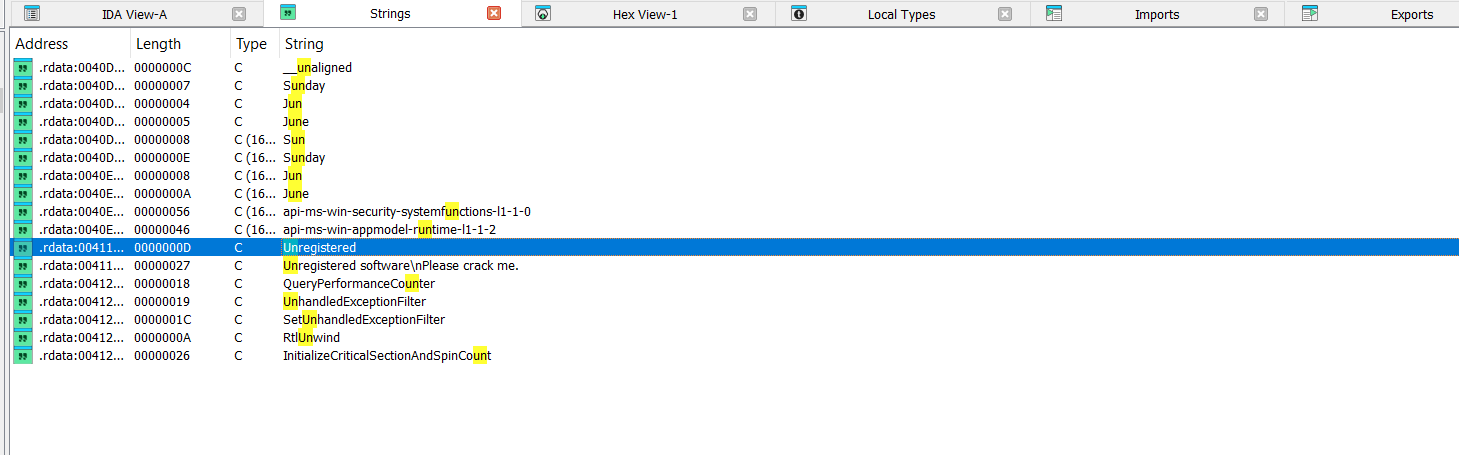 IDA View-A Strings Hex View-1 Local Types Imports Exports
Address Length Type String
.rdata:0040D... 0000000C C __unaligned
.rdata:0040D... 00000007 C Sunday
.rdata:0040D... 00000004 C Jun
.rdata:0040D... 00000005 C June
.rdata:0040D... 00000008 C (16... Sun
.rdata:0040D... 0000000E C (16... Sunday
.rdata:0040E... 00000008 C (16... Jun
.rdata:0040E... 0000000A C (16... June
.rdata:0040E... 00000056 C (16... api-ms-win-security-systemfunctions-l1-1-0
.rdata:0040E... 00000046 C (16... api-ms-win-appmodel-runtime-l1-1-2
.rdata:00411... 0000000D C Unregistered
.rdata:00411... 00000027 C Unregistered software\nPlease crack me.
.rdata:00412... 00000018 C QueryPerformanceCounter
.rdata:00412... 00000019 C UnhandledExceptionFilter
.rdata:00412... 0000001C C SetUnhandledExceptionFilter
.rdata:00412... 0000000A C RtlUnwind
.rdata:00412... 00000026 C InitializeCriticalSectionAndSpinCount